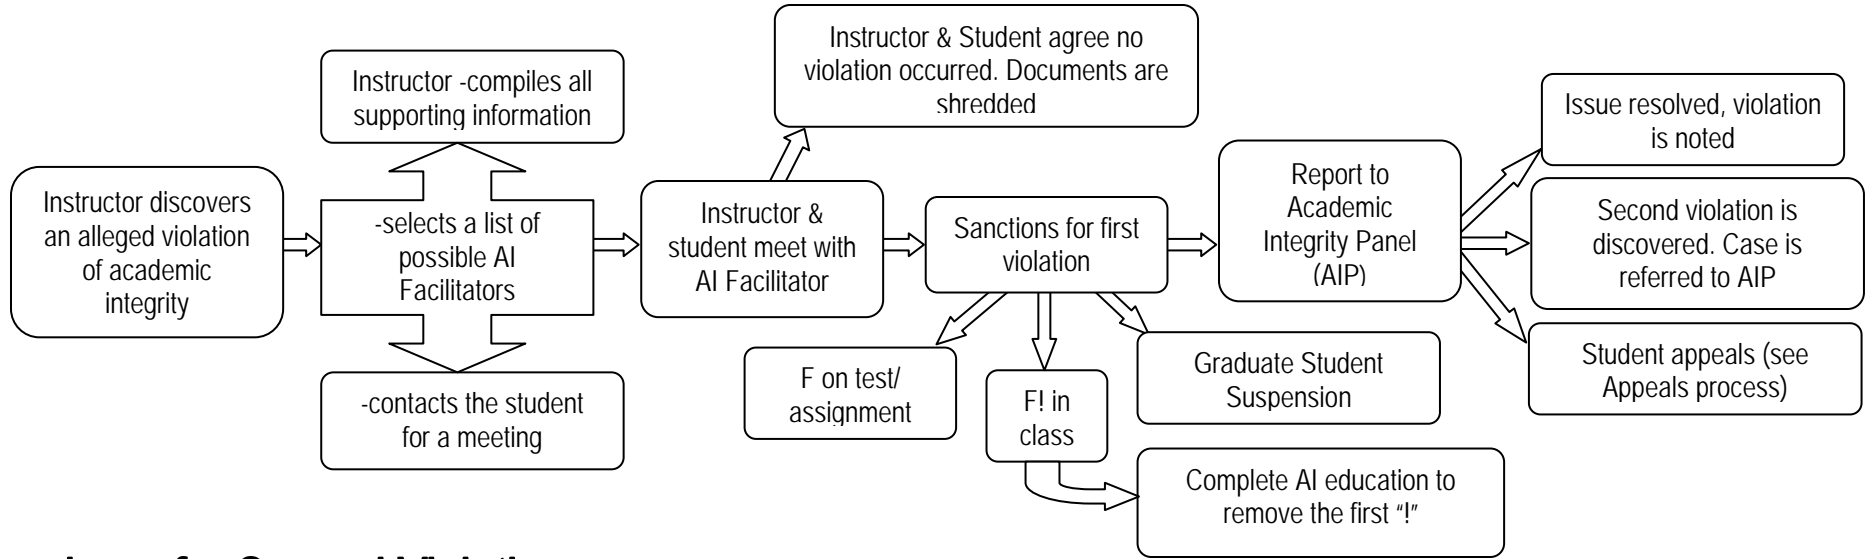 Instructor discovers
an alleged violation
of academic
integrity
Instructor -compiles all
supporting information
-selects a list of
possible AI
Facilitators
-contacts the student
for a meeting
Instructor &
student meet with
AI Facilitator
Instructor & Student agree no
violation occurred. Documents are
shredded
Sanctions for first
violation
F on test/
assignment
F! in
class
Graduate Student
Suspension
Complete AI education to
remove the first "!"
Report to
Academic
Integrity Panel
(AIP)
Issue resolved, violation
is noted
Second violation is
discovered. Case is
referred to AIP
Student appeals (see
Appeals process)